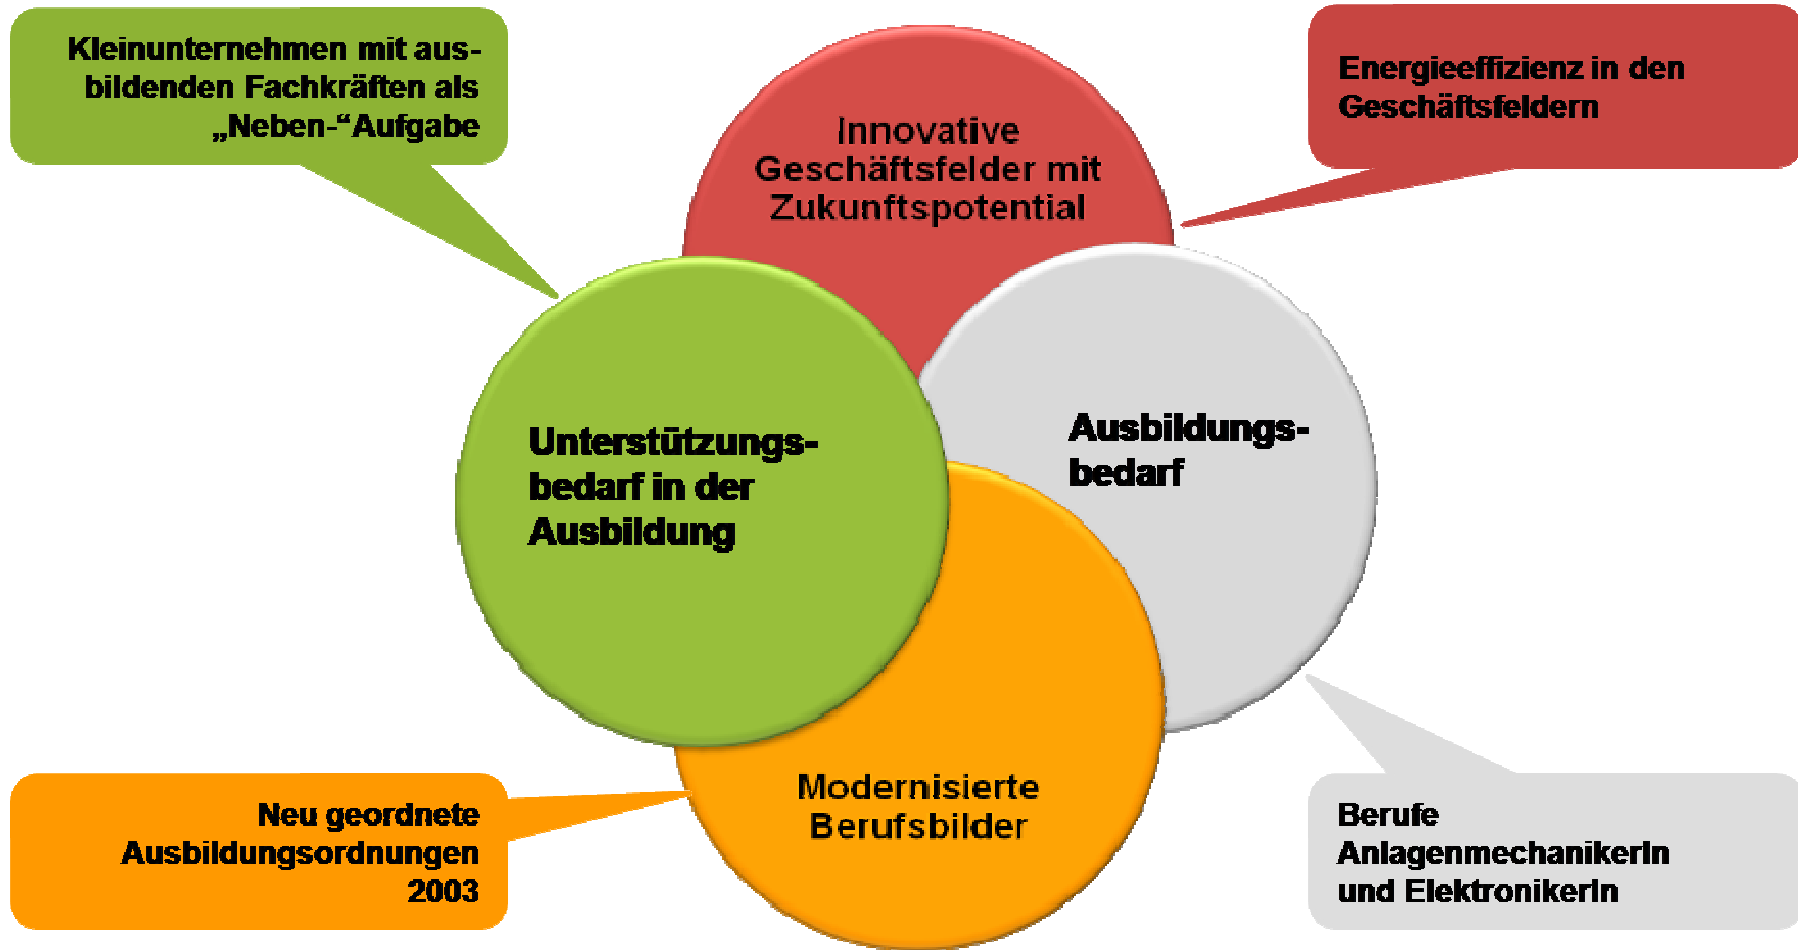 Kleinunternehmen mit aus-
bildenden Fachkräften als
„Neben-“Aufgabe
Innovative
Geschäftsfelder mit
Zukunftspotential
Energieeffizienz in den
Geschäftsfeldern
Unterstützungs-
bedarf in der
Ausbildung
Ausbildungs-
bedarf
Modernisierte
Berufsbilder
Neu geordnete
Ausbildungsordnungen
2003
Berufe
AnlagenmechanikerIn
und ElektronikerIn